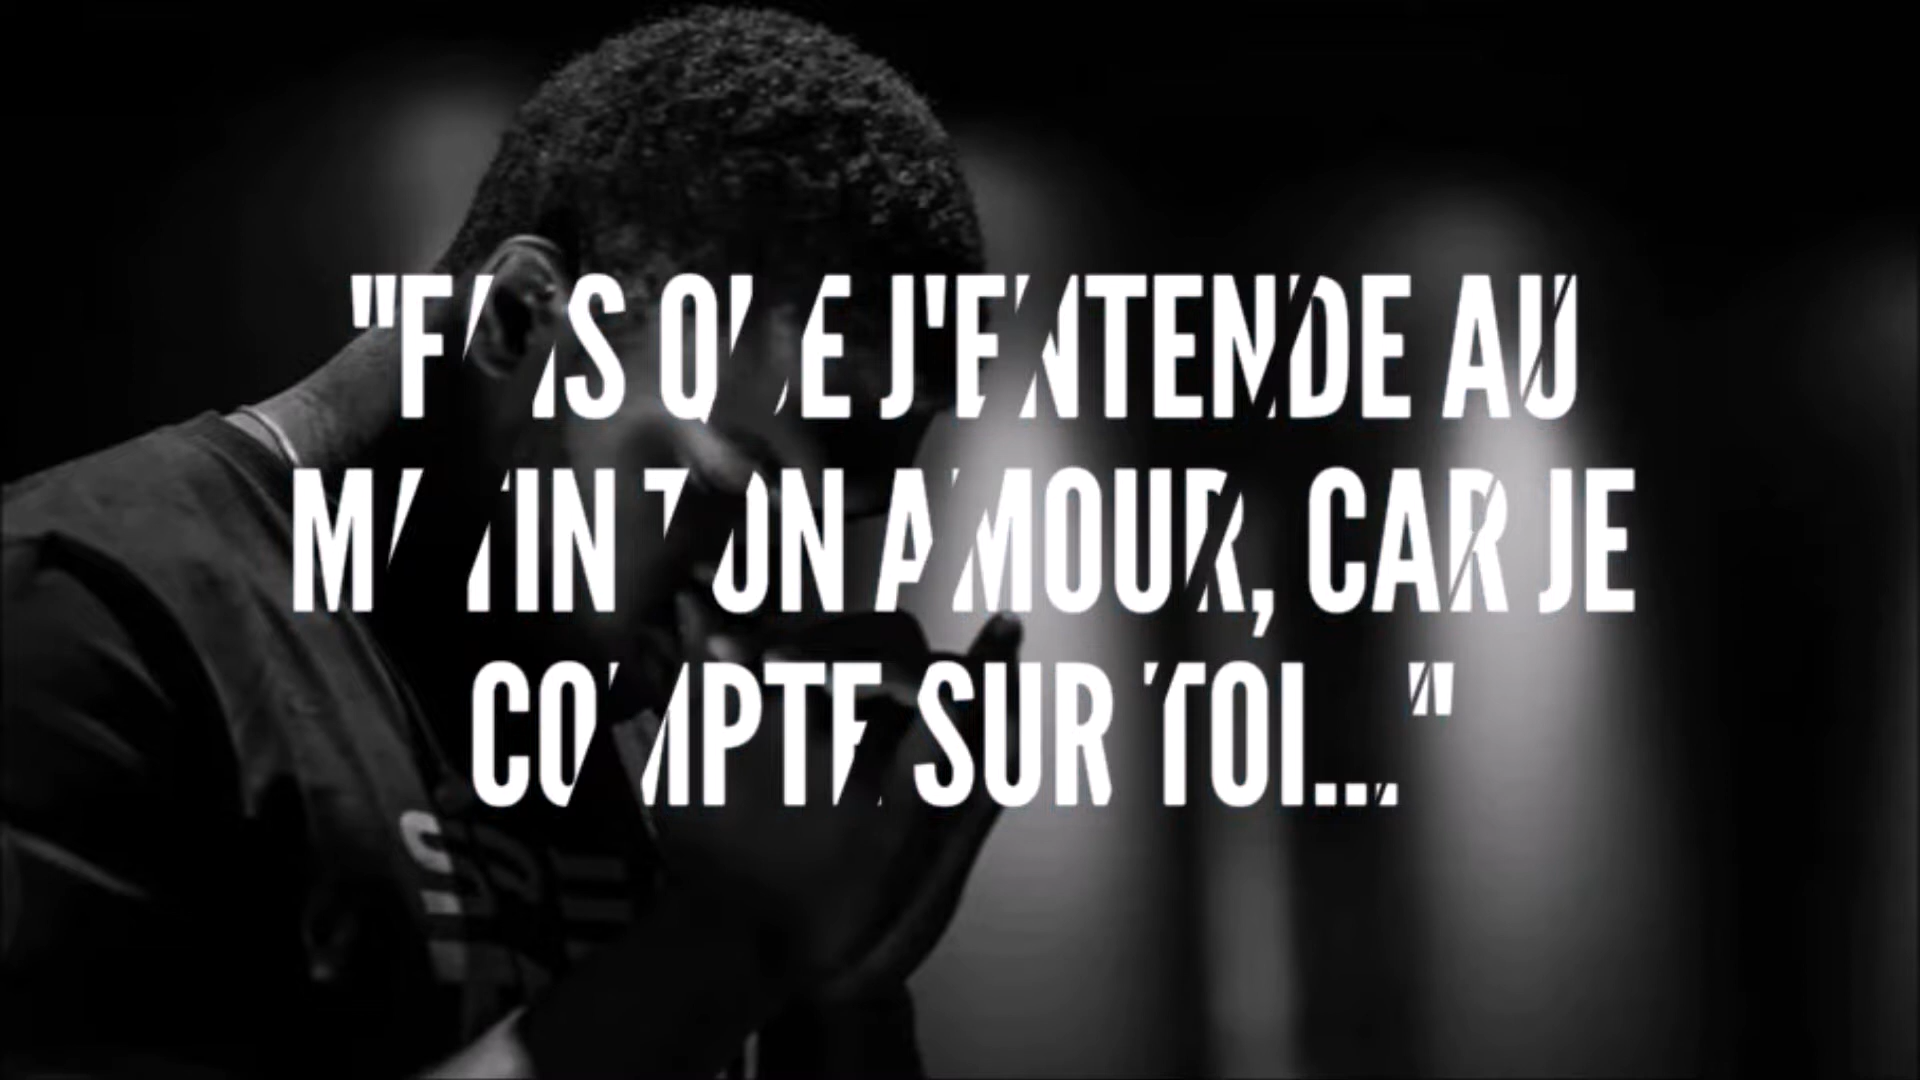 "FAIS QUE J'ENTENDE AU
MATIN TON AMOUR, CAR JE
COMPTE SUR TOI..."